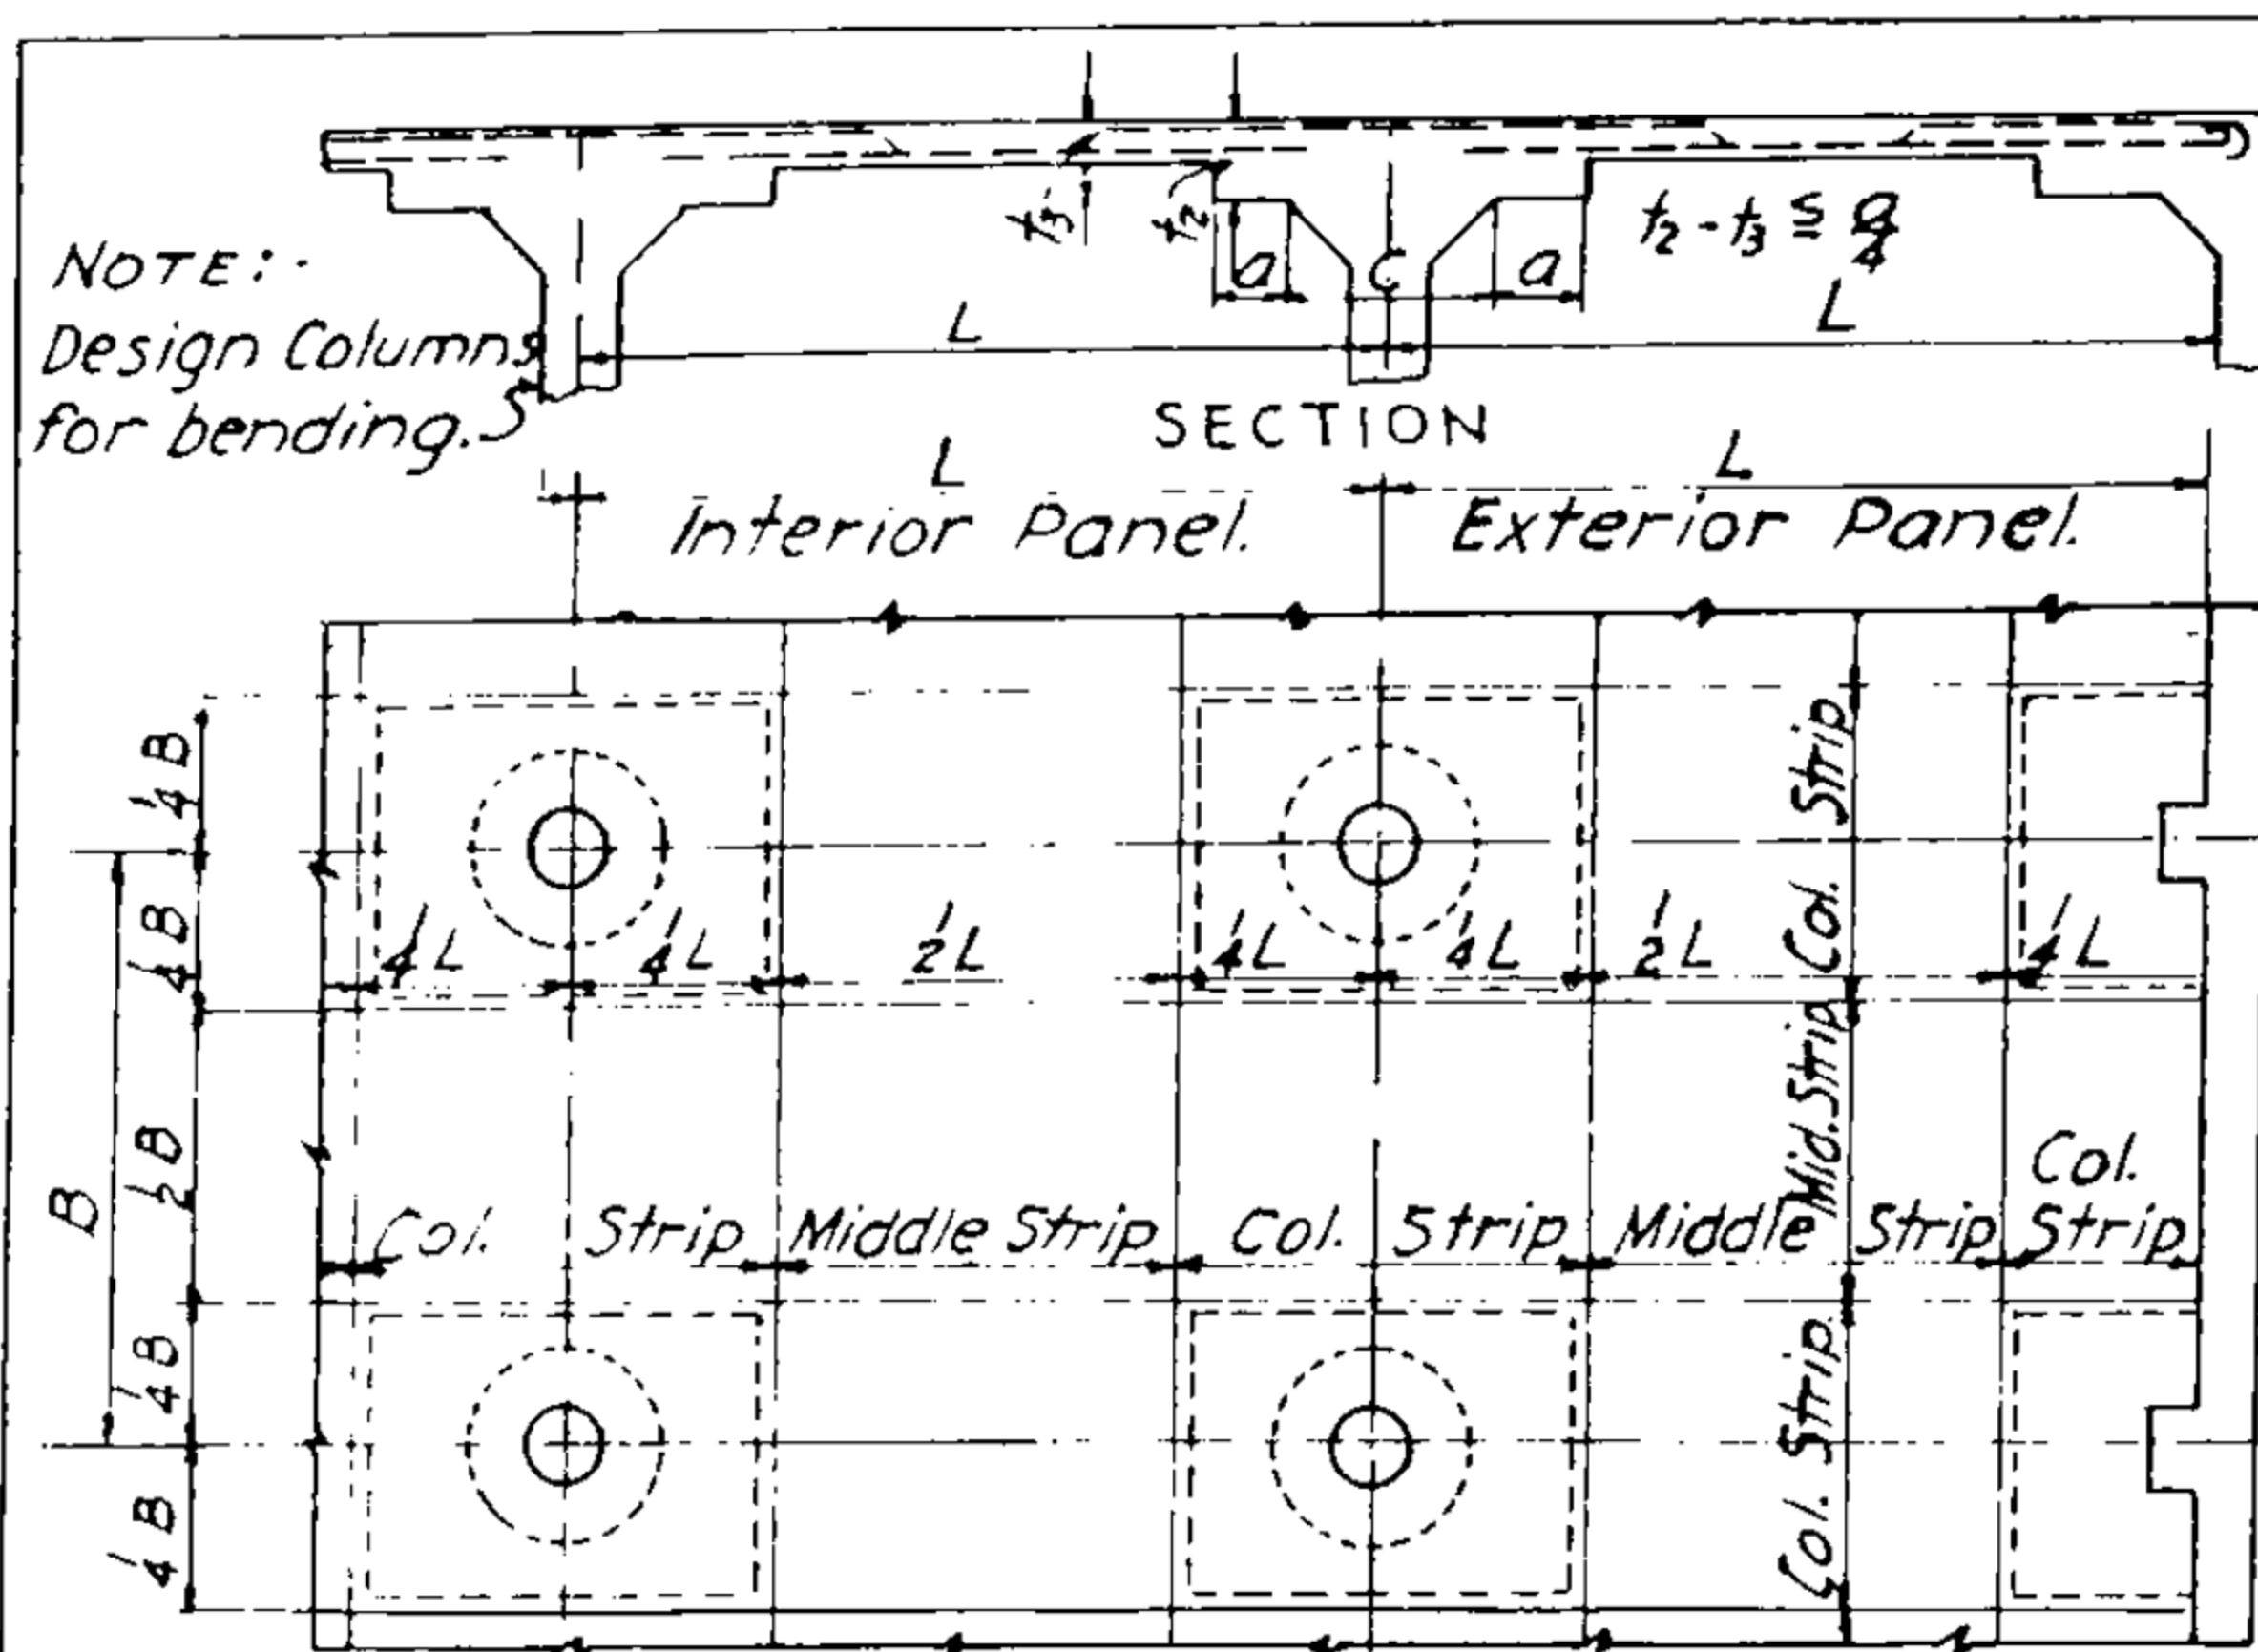 t3
t2
t2 - t3 ≦ a/4
a
C
a
NOTE:-
Design Columns
for bending.
L
L
SECTION
L
L
Interior Panel.
Exterior Panel.
1/4 B
1/4 B
1/2 B
1/4 B
1/4 B
B
1/4 L
1/4 L
1/2 L
1/4 L
1/4 L
1/2 L
1/4 L
Col. Strip
Mid. Strip
Col. Strip
Col. Strip
Middle Strip
Col. Strip
Middle Strip
Col.
Strip